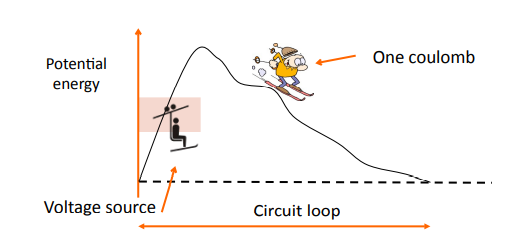 Potential
energy
One coulomb
Voltage source
Circuit loop